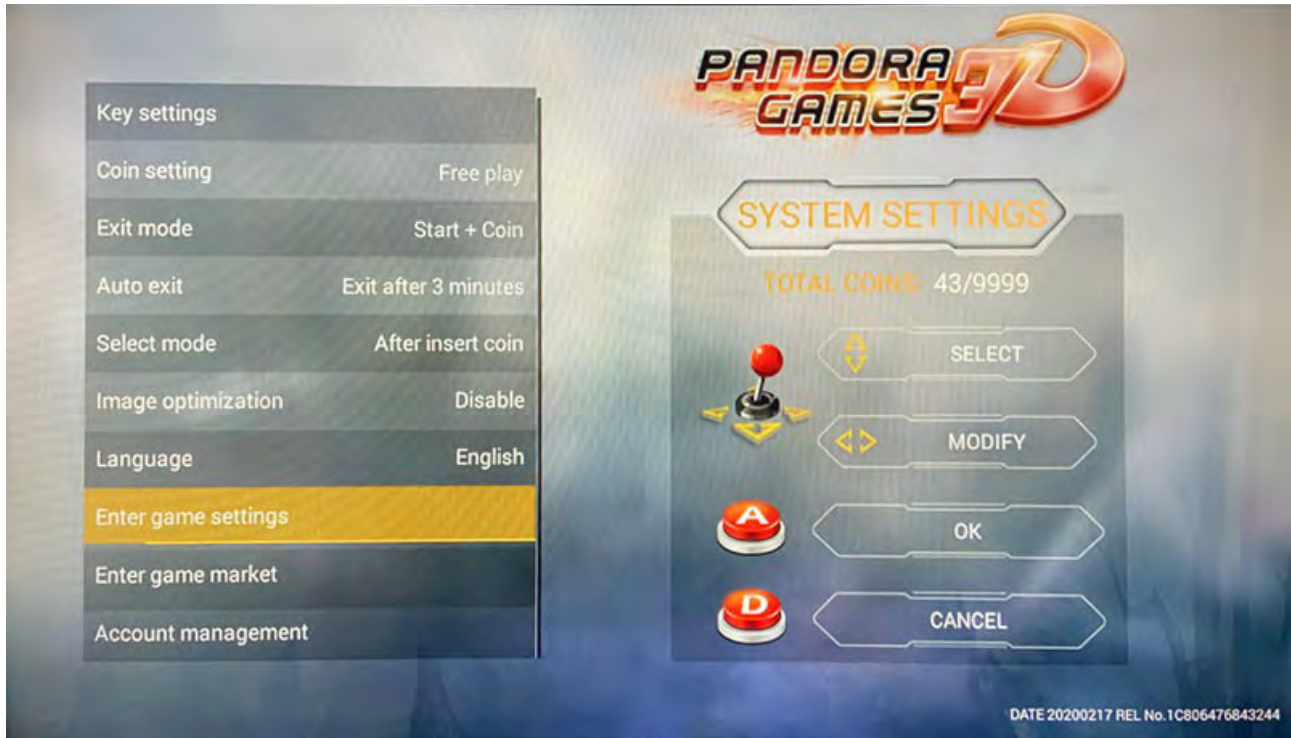 PANDORA
GAMES 3D
Key settings
Coin setting Free play
Exit mode Start + Coin
Auto exit Exit after 3 minutes
Select mode After insert coin
Image optimization Disable
Language English
Enter game settings
Enter game market
Account management
SYSTEM SETTINGS
TOTAL COINS: 43/9999
SELECT
MODIFY
A OK
D CANCEL
DATE 20200217 REL No.1C806476843244